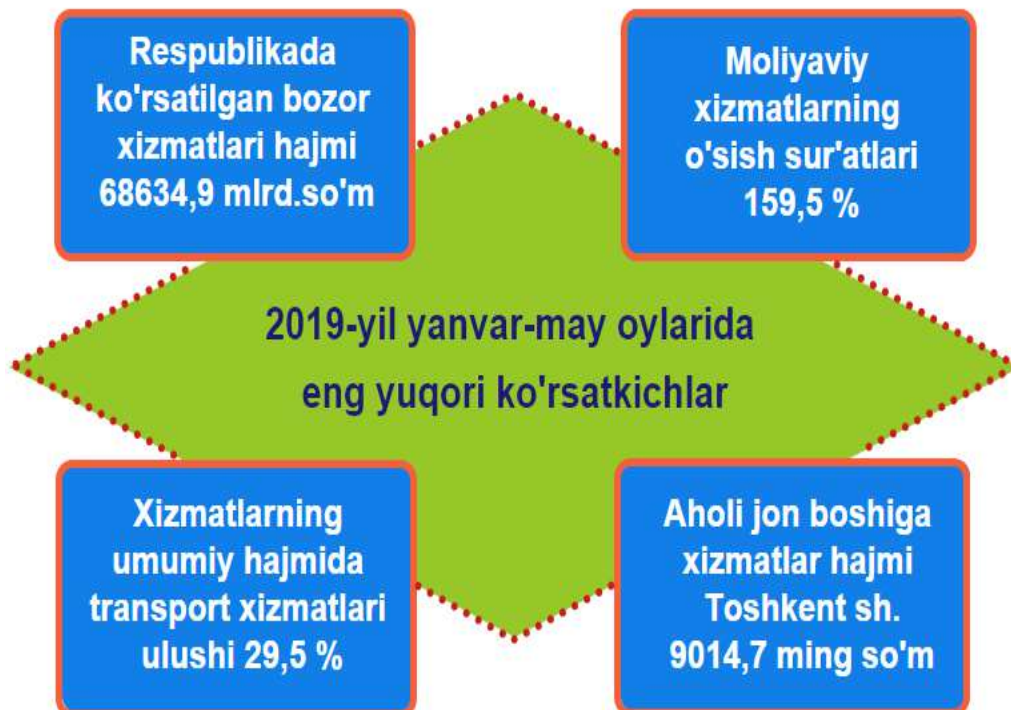 Respublikada
ko'rsatilgan bozor
xizmatlari hajmi
68634,9 mlrd.so'm
Moliyaviy
xizmatlarning
o'sish sur'atlari
159,5 %
2019-yil yanvar-may oylarida
eng yuqori ko'rsatkichlar
Xizmatlarning
umumiy hajmida
transport xizmatlari
ulushi 29,5 %
Aholi jon boshiga
xizmatlar hajmi
Toshkent sh.
9014,7 ming so'm